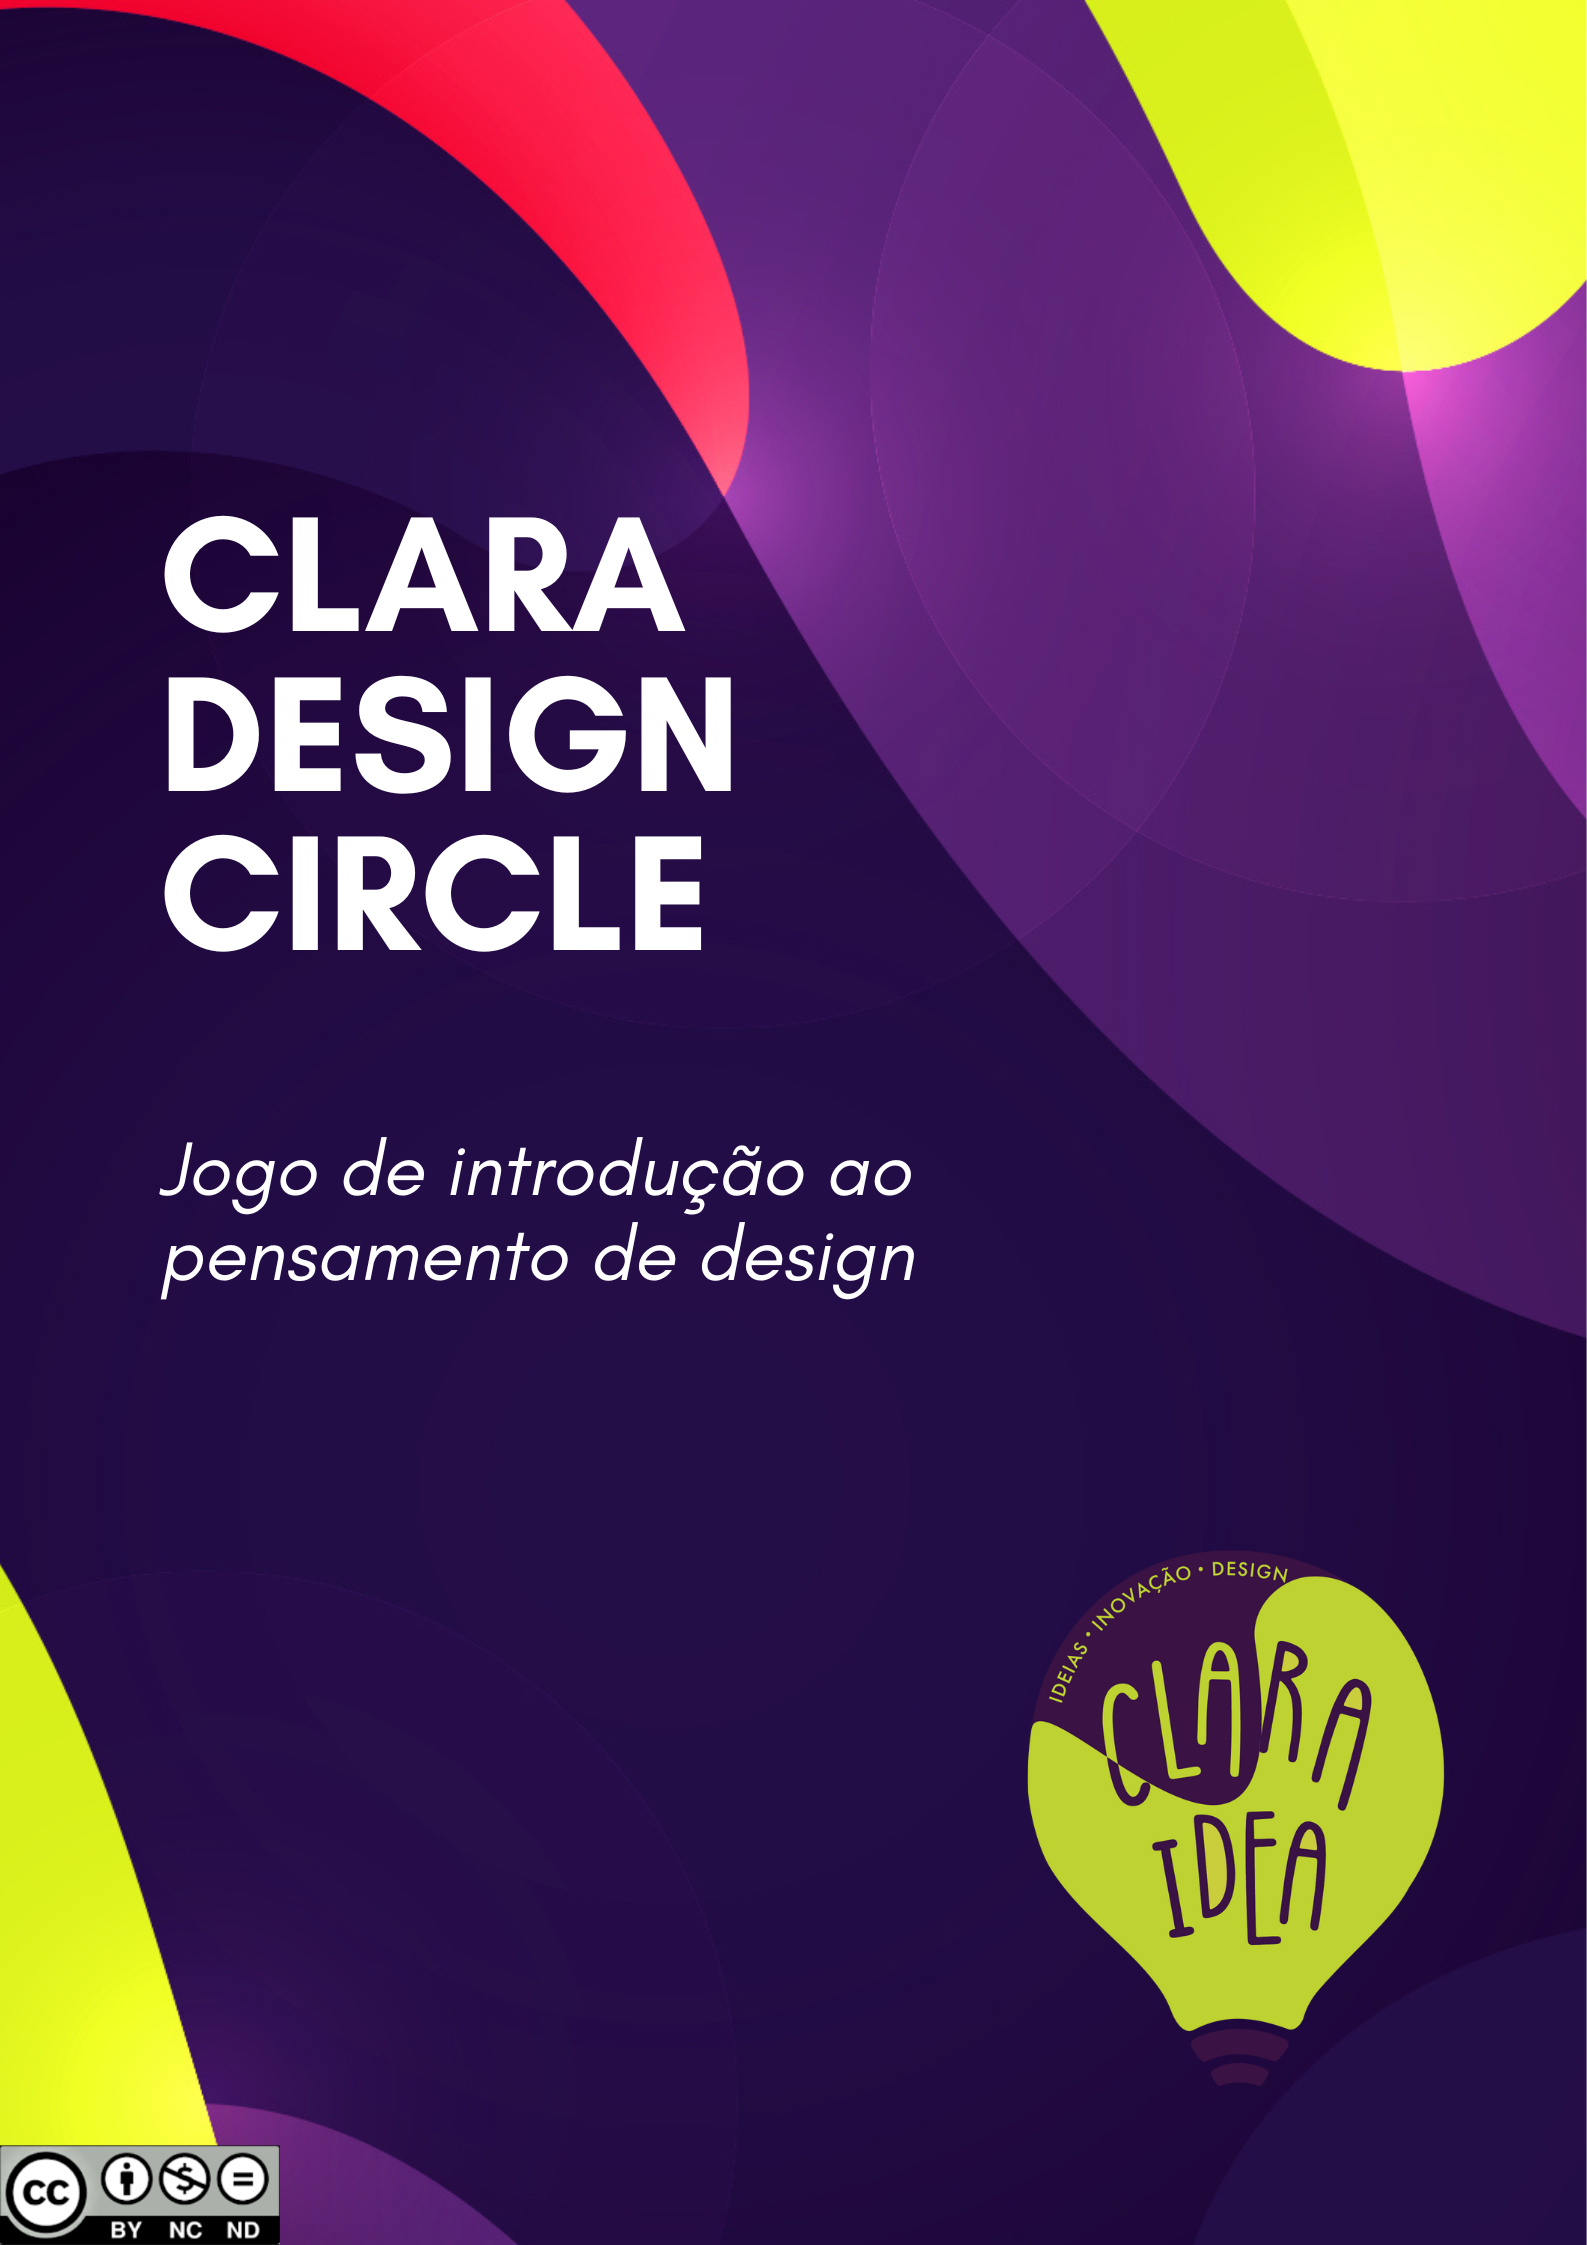 CLARA
DESIGN
CIRCLE
Jogo de introdução ao
pensamento de design
IDEIAS • INOVAÇÃO • DESIGN
CLARA
IDEA
cc
BY NC ND